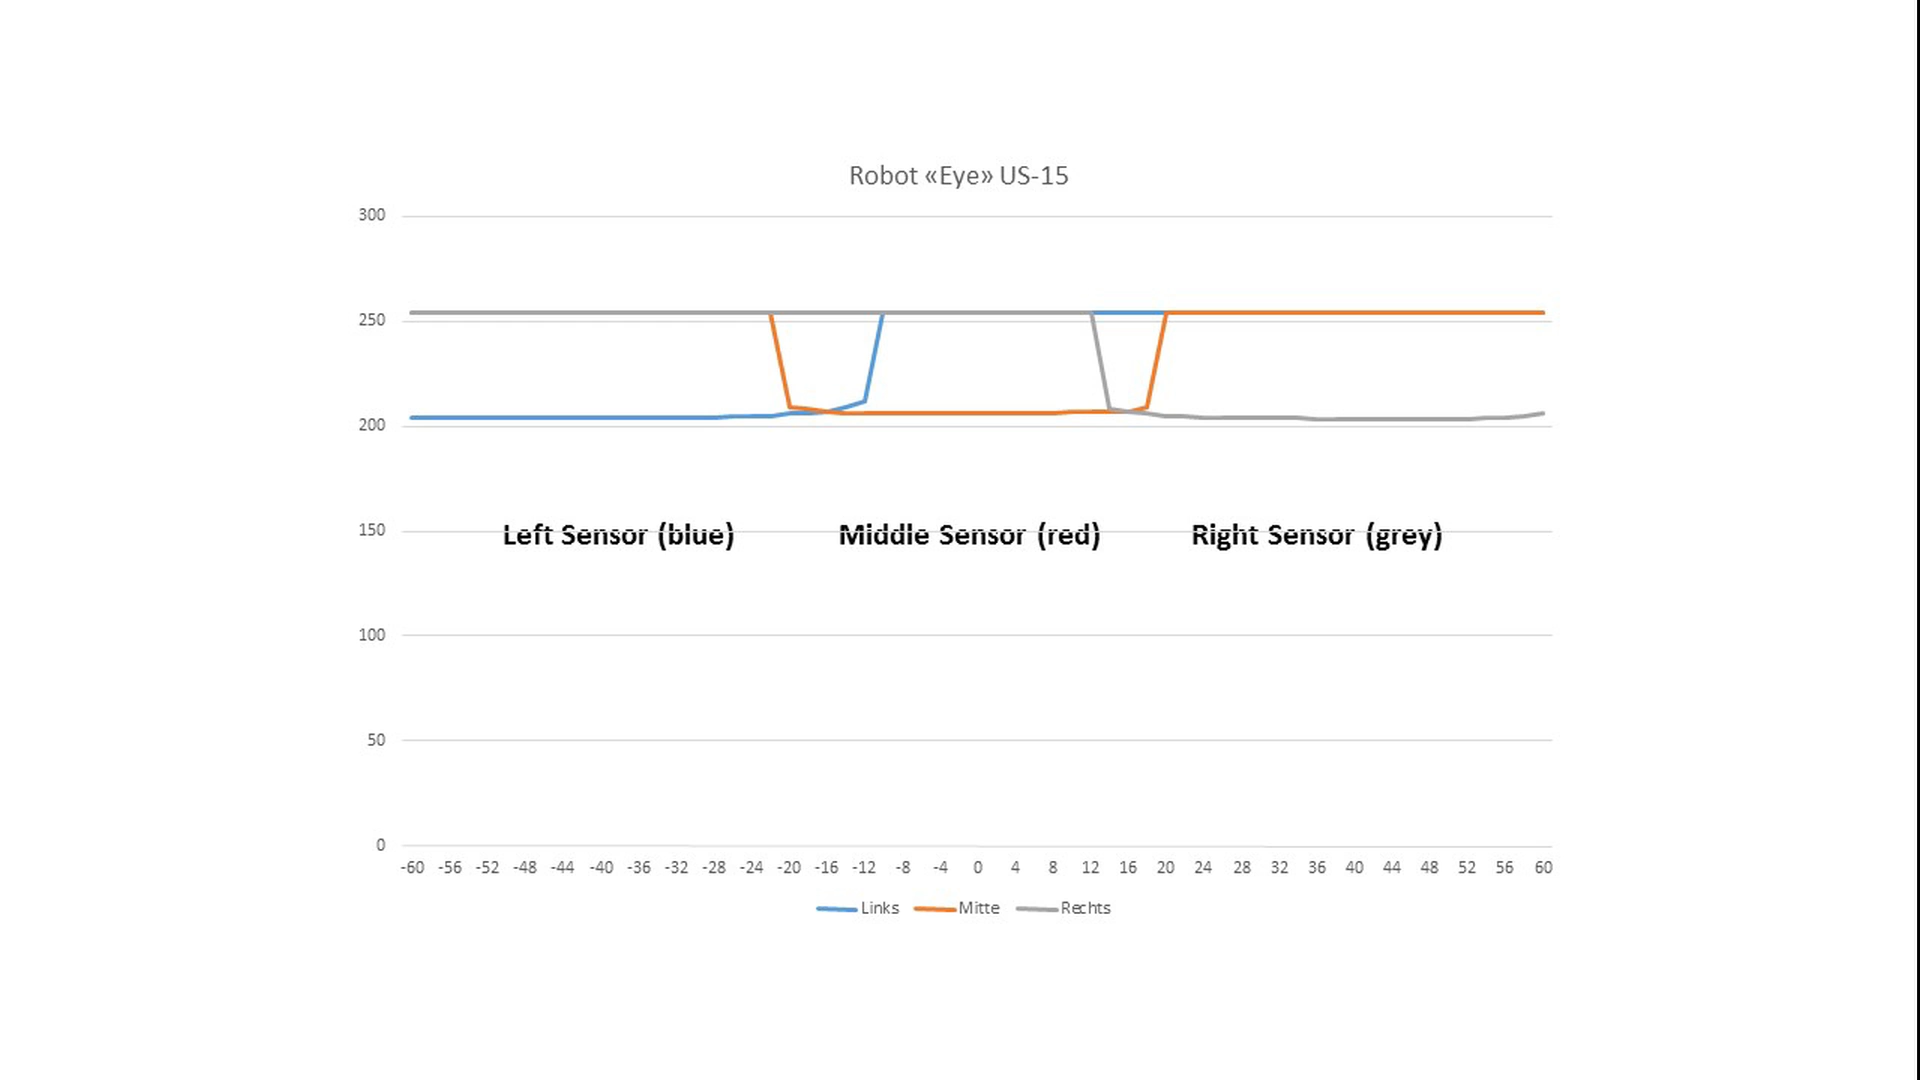 Robot «Eye» US-15
300
250
200
150
Left Sensor (blue) Middle Sensor (red) Right Sensor (grey)
100
50
0
-60 -56 -52 -48 -44 -40 -36 -32 -28 -24 -20 -16 -12 -8 -4 0 4 8 12 16 20 24 28 32 36 40 44 48 52 56 60
Links Mitte Rechts